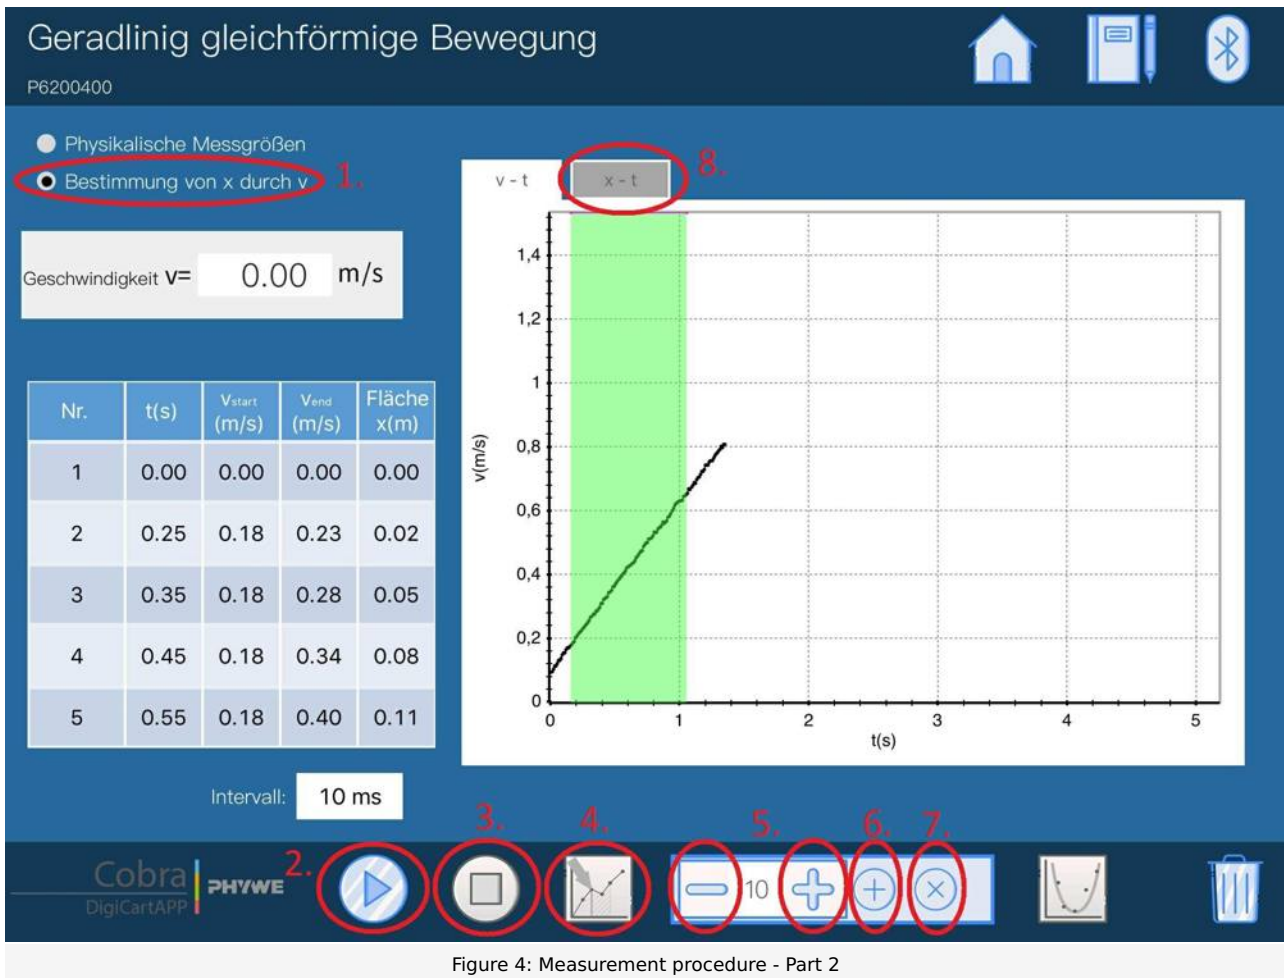 Geradlinig gleichförmige Bewegung
P6200400
Physikalische Messgrößen
Bestimmung von x durch v 1.
Geschwindigkeit v= 0.00 m/s
Nr. t(s) Vstart (m/s) Vend (m/s) Fläche x(m)
1 0.00 0.00 0.00 0.00
2 0.25 0.18 0.23 0.02
3 0.35 0.18 0.28 0.05
4 0.45 0.18 0.34 0.08
5 0.55 0.18 0.40 0.11
Intervall: 10 ms
v - t x - t 8.
v(m/s)
1,4
1,2
1
0,8
0,6
0,4
0,2
0
0 1 2 3 4 5
t(s)
2. 3. 4. 5. 6. 7.
Cobra
DigiCartAPP
PHYWE
10
Figure 4: Measurement procedure - Part 2